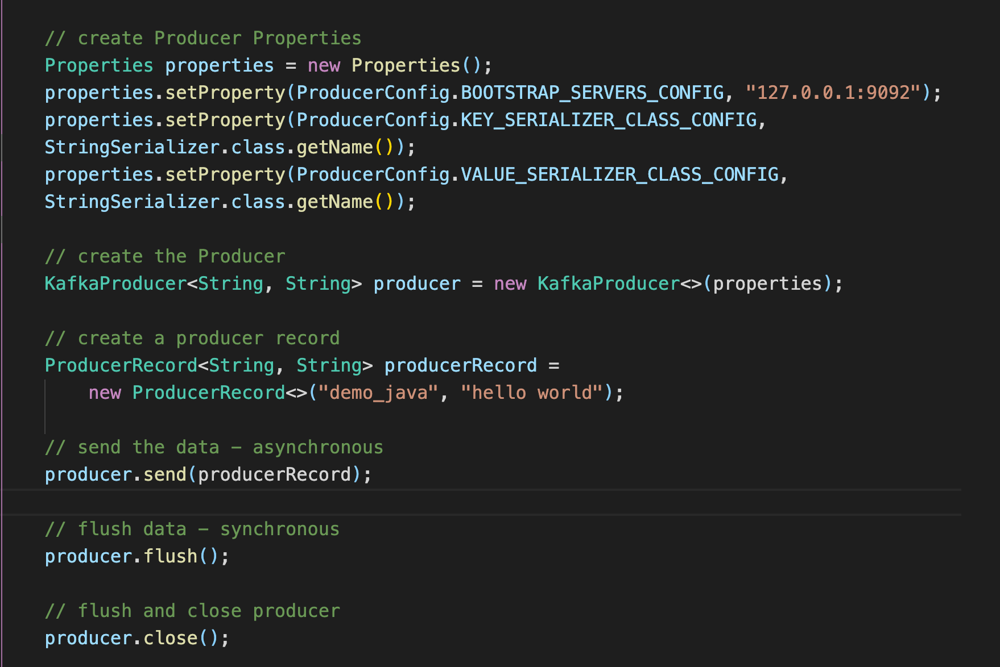 // create Producer Properties
Properties properties = new Properties();
properties.setProperty(ProducerConfig.BOOTSTRAP_SERVERS_CONFIG, "127.0.0.1:9092");
properties.setProperty(ProducerConfig.KEY_SERIALIZER_CLASS_CONFIG,
StringSerializer.class.getName());
properties.setProperty(ProducerConfig.VALUE_SERIALIZER_CLASS_CONFIG,
StringSerializer.class.getName());
// create the Producer
KafkaProducer<String, String> producer = new KafkaProducer<>(properties);
// create a producer record
ProducerRecord<String, String> producerRecord =
    new ProducerRecord<>("demo_java", "hello world");
// send the data - asynchronous
producer.send(producerRecord);
// flush data - synchronous
producer.flush();
// flush and close producer
producer.close();